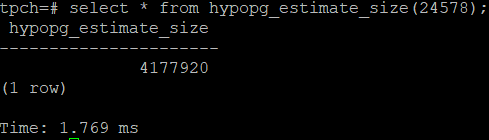 tpch=# select * from hypopg_estimate_size(24578);
hypopg_estimate_size
----------------------
4177920
(1 row)
Time: 1.769 ms